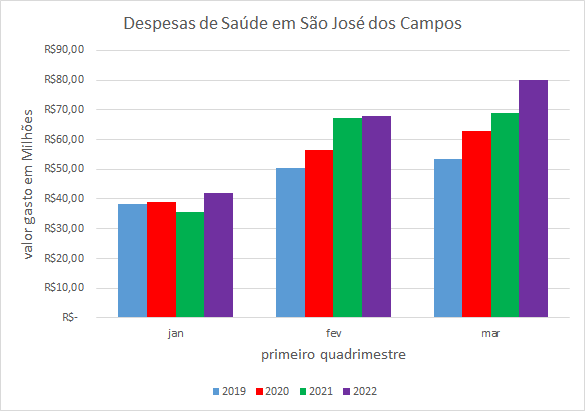 Despesas de Saúde em São José dos Campos
R$90,00
R$80,00
R$70,00
R$60,00
R$50,00
R$40,00
R$30,00
R$20,00
R$10,00
R$-
valor gasto em Milhões
jan fev mar
primeiro quadrimestre
2019 2020 2021 2022